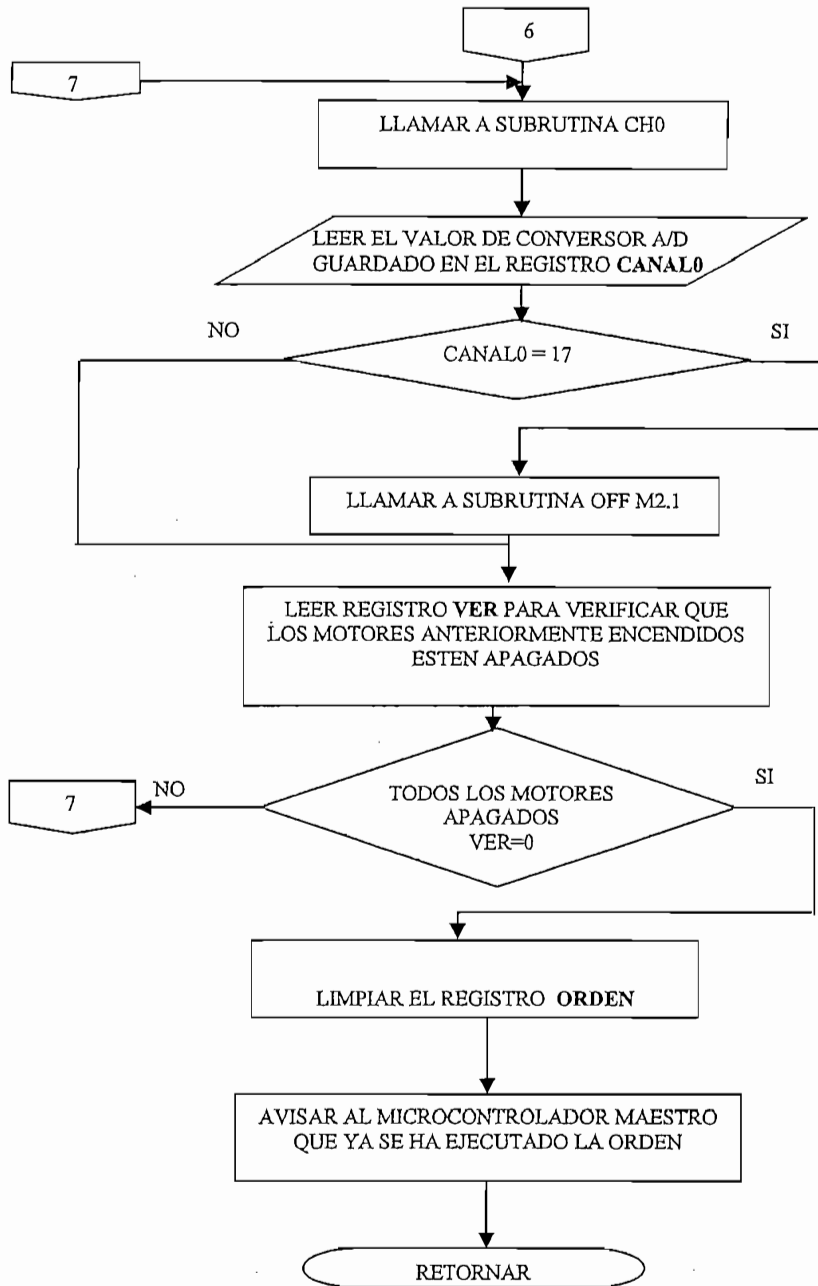 6
7
LLAMAR A SUBRUTINA CH0
LEER EL VALOR DE CONVERSOR A/D
GUARDADO EN EL REGISTRO CANAL0
NO
SI
CANAL0 = 17
LLAMAR A SUBRUTINA OFF M2.1
LEER REGISTRO VER PARA VERIFICAR QUE
LOS MOTORES ANTERIORMENTE ENCENDIDOS
ESTEN APAGADOS
7
NO
SI
TODOS LOS MOTORES
APAGADOS
VER=0
LIMPIAR EL REGISTRO ORDEN
AVISAR AL MICROCONTROLADOR MAESTRO
QUE YA SE HA EJECUTADO LA ORDEN
RETORNAR